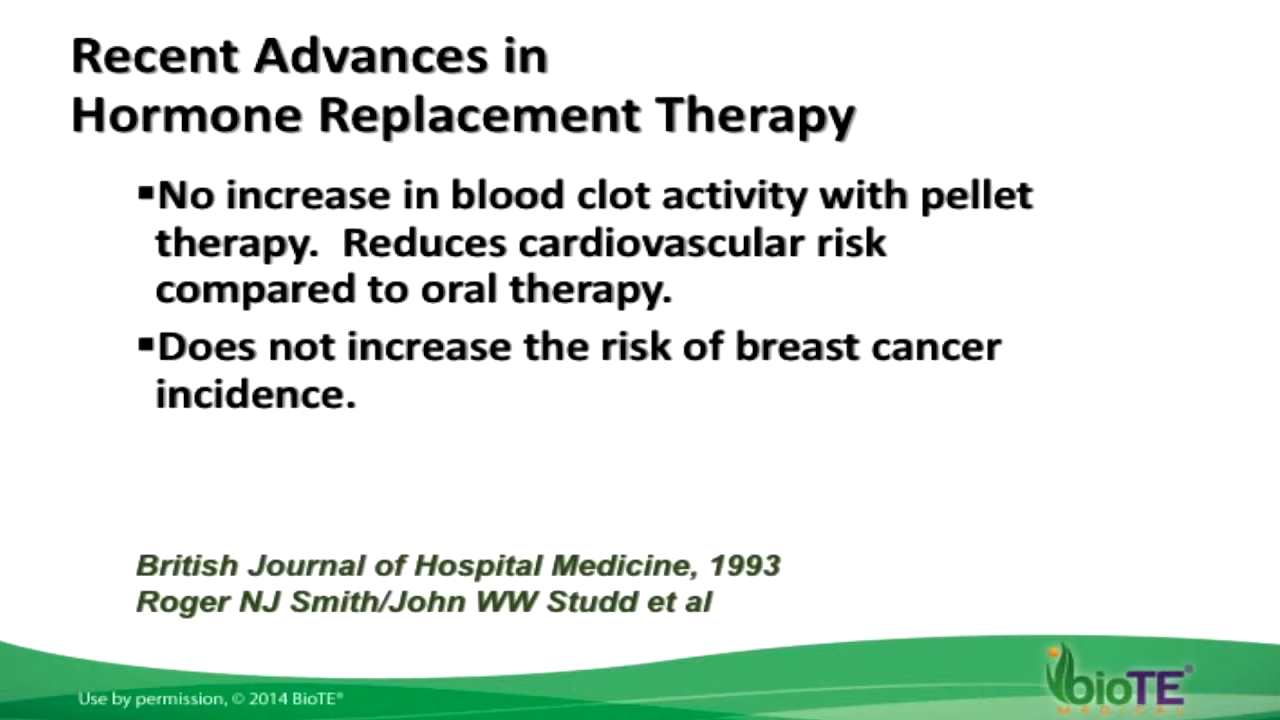 Recent Advances in
Hormone Replacement Therapy
▪No increase in blood clot activity with pellet
therapy.  Reduces cardiovascular risk
compared to oral therapy.
▪Does not increase the risk of breast cancer
incidence.
British Journal of Hospital Medicine, 1993
Roger NJ Smith/John WW Studd et al
Use by permission, © 2014 BioTE®
bioTE®
MEDICAL